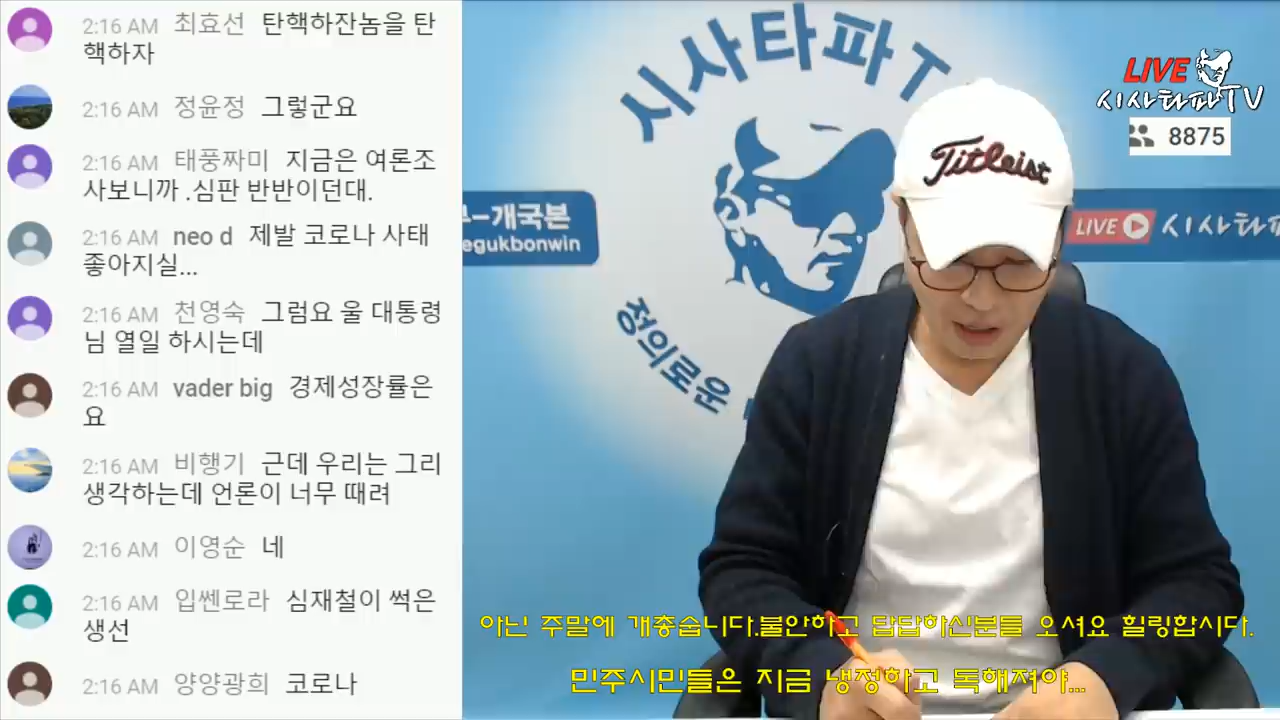 2:16 AM 최효선 탄핵하잔놈을 탄
핵하자
2:16 AM 정윤정 그렇군요
2:16 AM 태풍짜미 지금은 여론조
사보니까 .심판 반반이던대.
2:16 AM neo d 제발 코로나 사태
좋아지실...
2:16 AM 천영숙 그럼요 울 대통령
님 열일 하시는데
2:16 AM vader big 경제성장률은
요
2:16 AM 비행기 근데 우리는 그리
생각하는데 언론이 너무 때려
2:16 AM 이영순 네
2:16 AM 입쎈로라 심재철이 썩은
생선
2:16 AM 양양광희 코로나
시사타파T
정의로운
-개국본
egukbonwin
Titleist
LIVE
시사타파TV
8875
LIVE 시사타파
아닌 주말에 개총습니다.불안하고 답답하신분들 오셔요 힐링합시다.
민주시민들은 지금 냉정하고 독해져야...